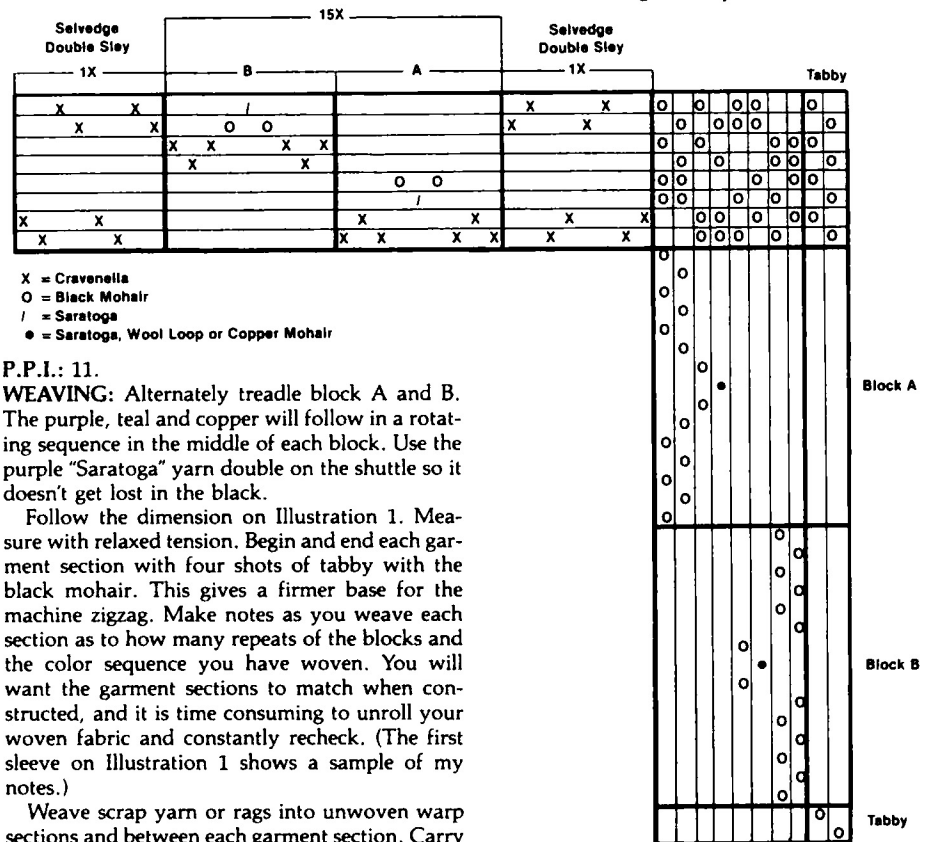 15X
Selvedge
Double Sley
Selvedge
Double Sley
1X
B
A
1X
Tabby
X = Cravenella
O = Black Mohair
/ = Saratoga
● = Saratoga, Wool Loop or Copper Mohair
P.P.I.: 11.
WEAVING: Alternately treadle block A and B.
The purple, teal and copper will follow in a rotat-
ing sequence in the middle of each block. Use the
purple "Saratoga" yarn double on the shuttle so it
doesn't get lost in the black.
Follow the dimension on Illustration 1. Mea-
sure with relaxed tension. Begin and end each gar-
ment section with four shots of tabby with the
black mohair. This gives a firmer base for the
machine zigzag. Make notes as you weave each
section as to how many repeats of the blocks and
the color sequence you have woven. You will
want the garment sections to match when con-
structed, and it is time consuming to unroll your
woven fabric and constantly recheck. (The first
sleeve on Illustration 1 shows a sample of my
notes.)
Weave scrap yarn or rags into unwoven warp
sections and between each garment section. Carry
Block A
Block B
Tabby